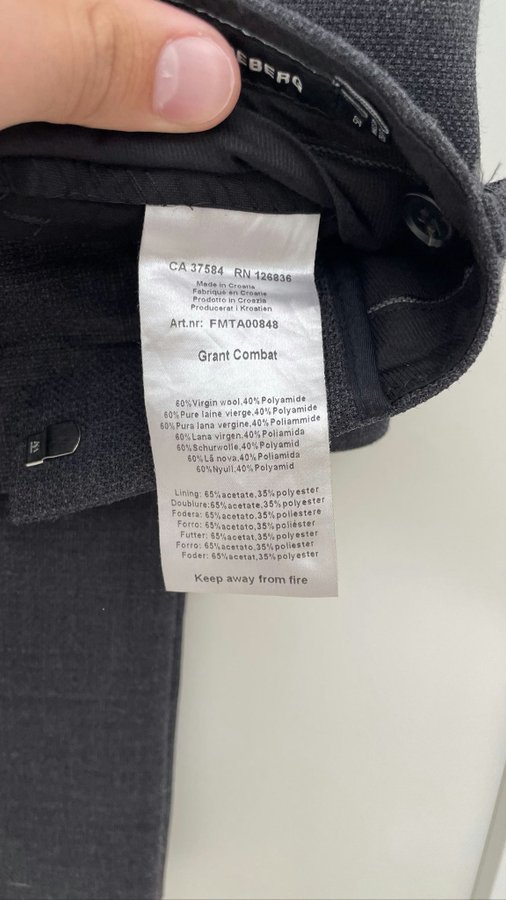 EBERG
CA 37584 RN 126836
Made in Croana
Fabriqué en Croane
Prodotto in Croazia
Producerat i Kroatien
Art.nr: FMTA00848
Grant Combat
60%Virgin wool,40%Polyamide
60%Pure laine vierge,40%Polyamide
60%Pura lana vergine,40%Poliammide
60%Lana virgen,40%Poliamida
60%Schurwolle,40%Polyamid
60%Lã nova,40%Poliamida
60%Nyull,40%Polyamid
Lining: 65%acetate,35%polyester
Doublure:65%acetate,35%polyester
Fodera: 65%acetato,35%poliestere
Forro: 65%acetato,35%poliéster
Futter: 65%acetat,35%polyester
Forro: 65%acetato,35%poliester
Foder: 65%acetat,35%polyester
Keep away from fire